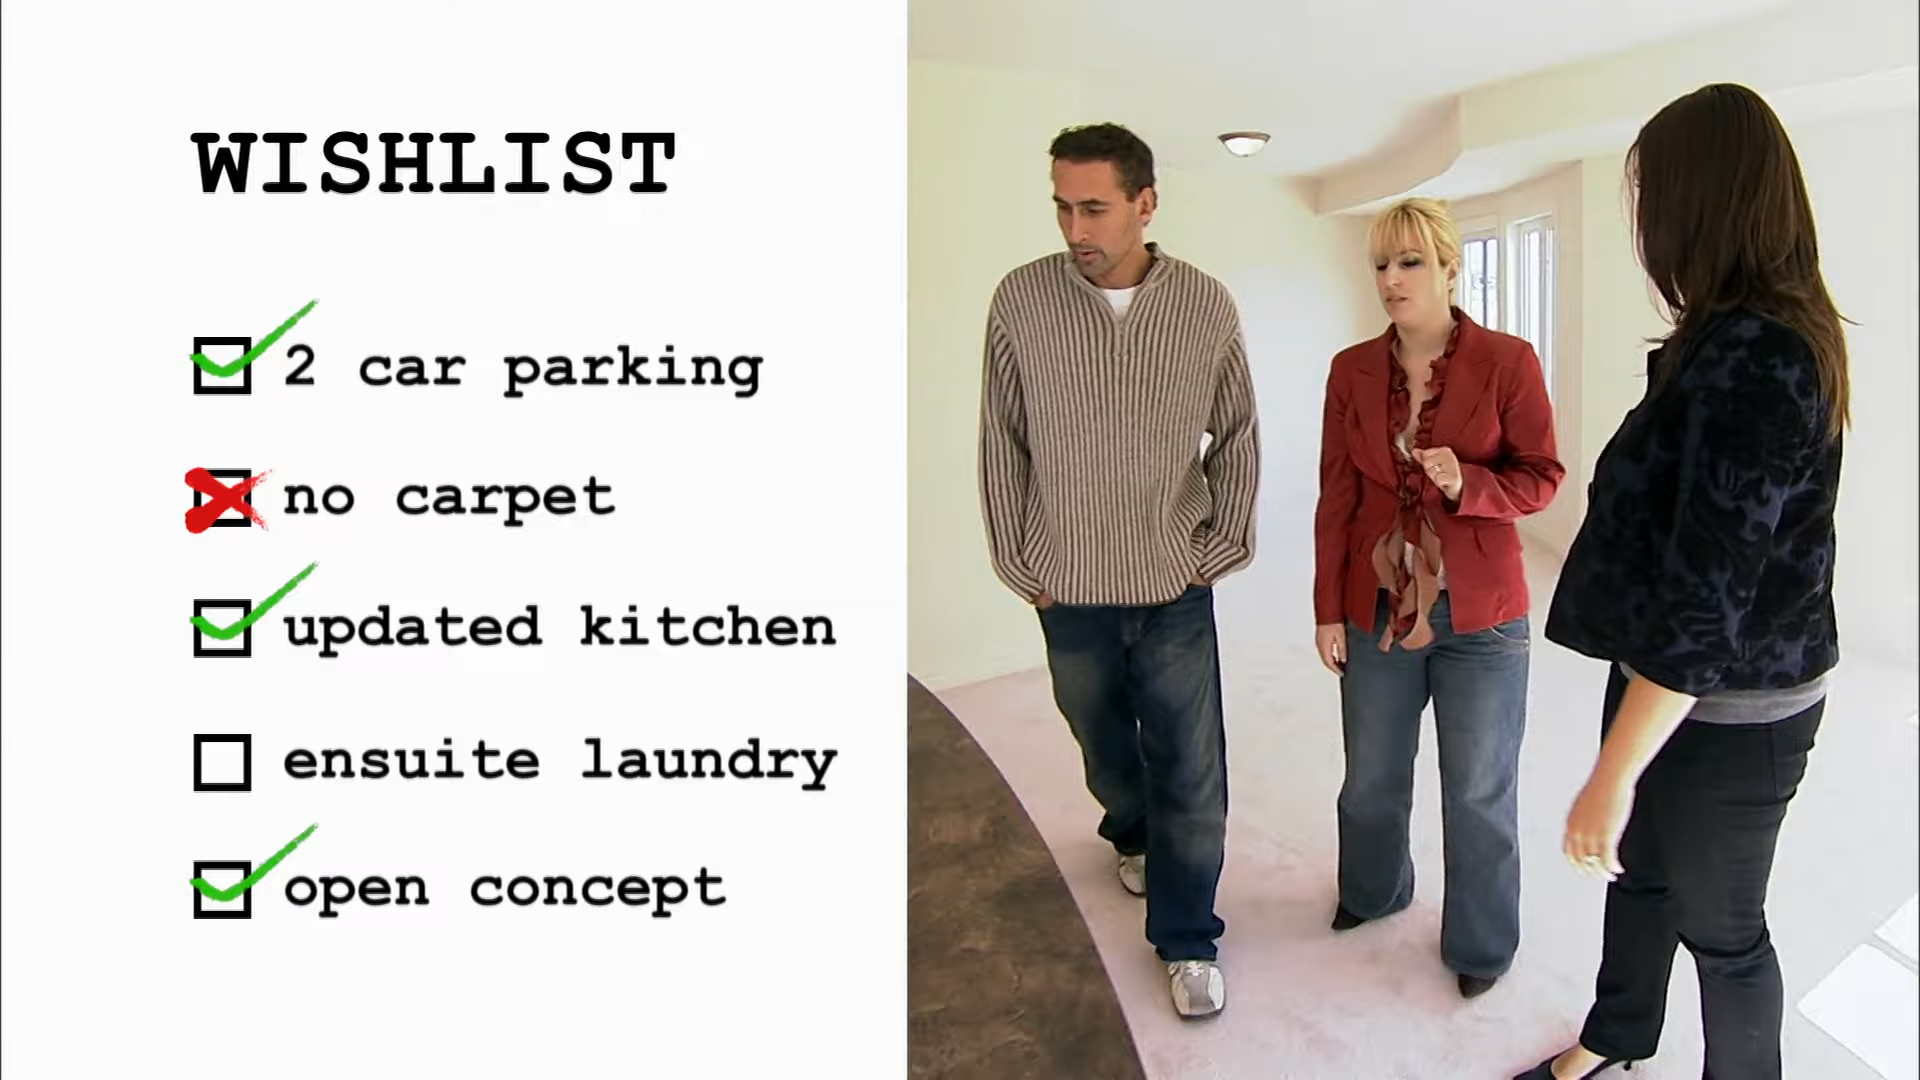 WISHLIST
2 car parking
no carpet
updated kitchen
ensuite laundry
open concept